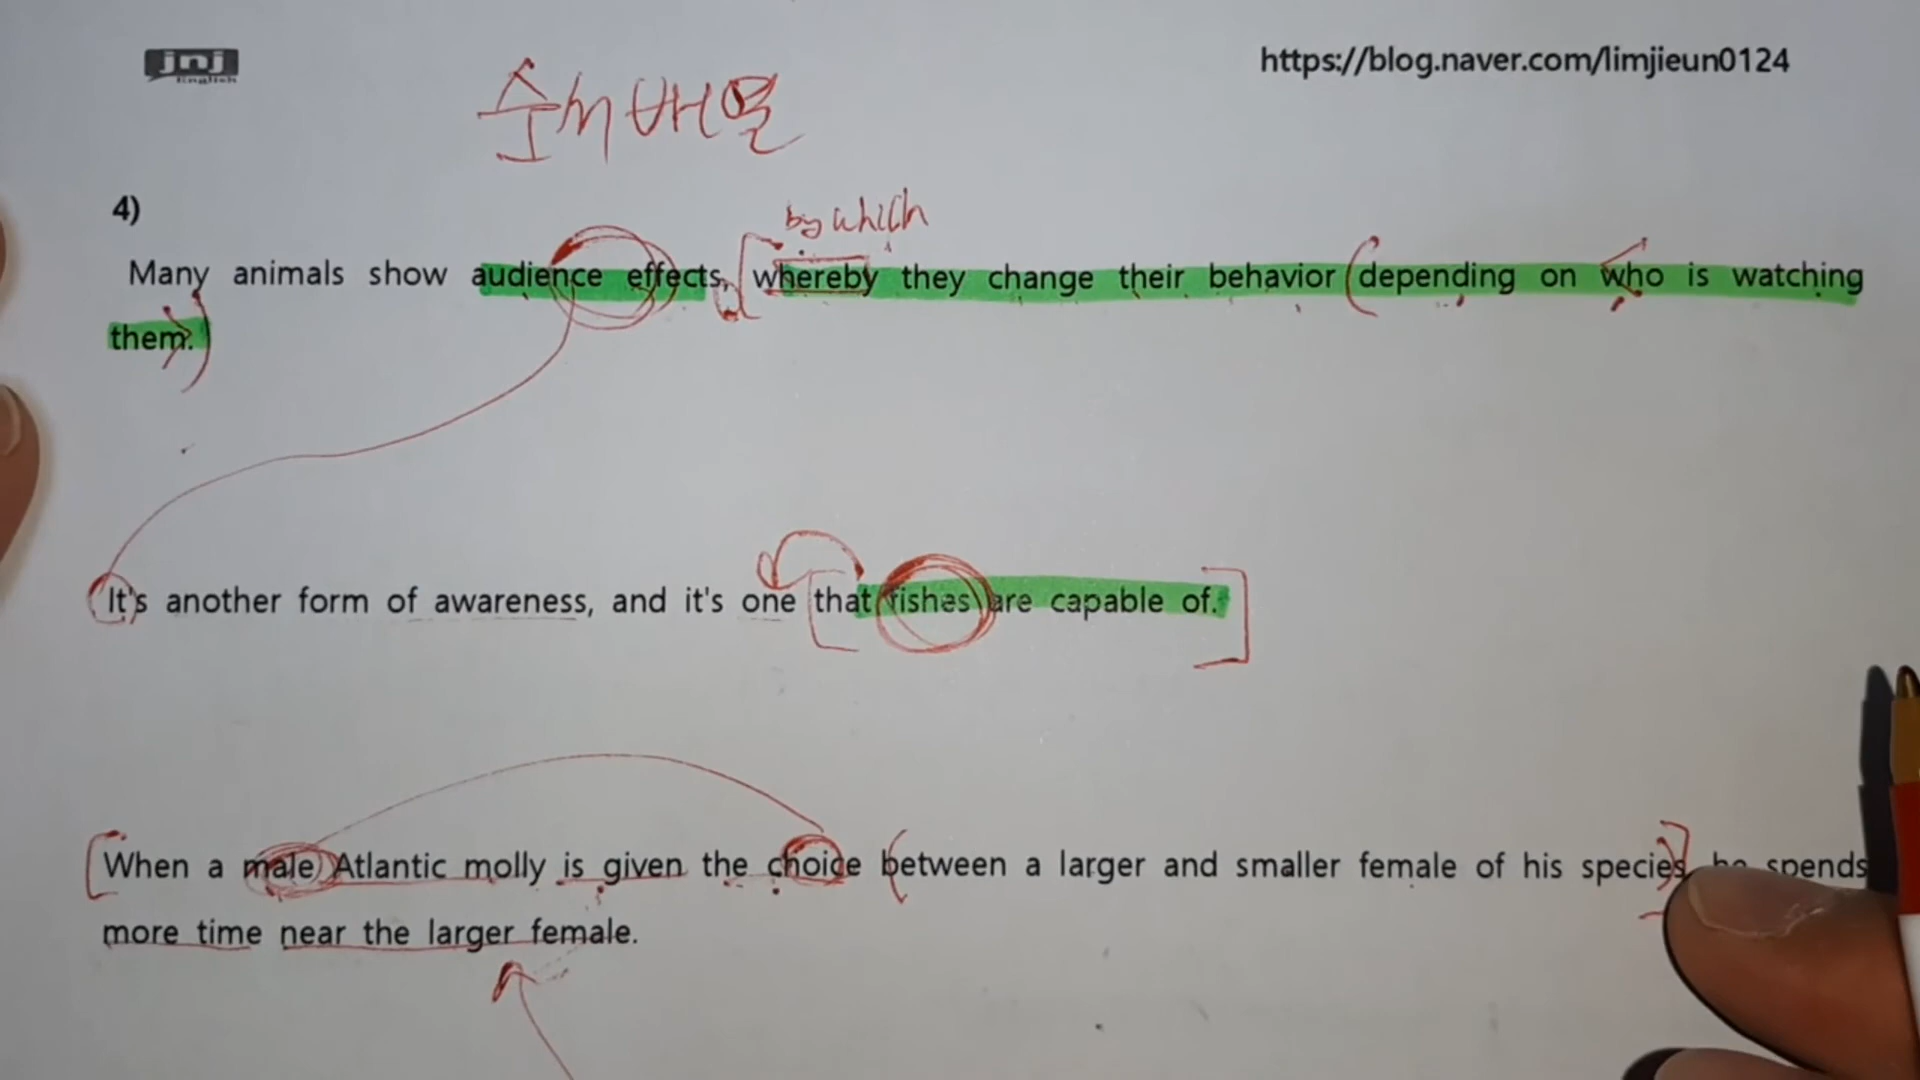 jnj
English
https://blog.naver.com/limjieun0124
순서배열
4)
by which
Many animals show audience effects, whereby they change their behavior depending on who is watching
them.
It's another form of awareness, and it's one that fishes are capable of.
When a male Atlantic molly is given the choice between a larger and smaller female of his species, he spends
more time near the larger female.